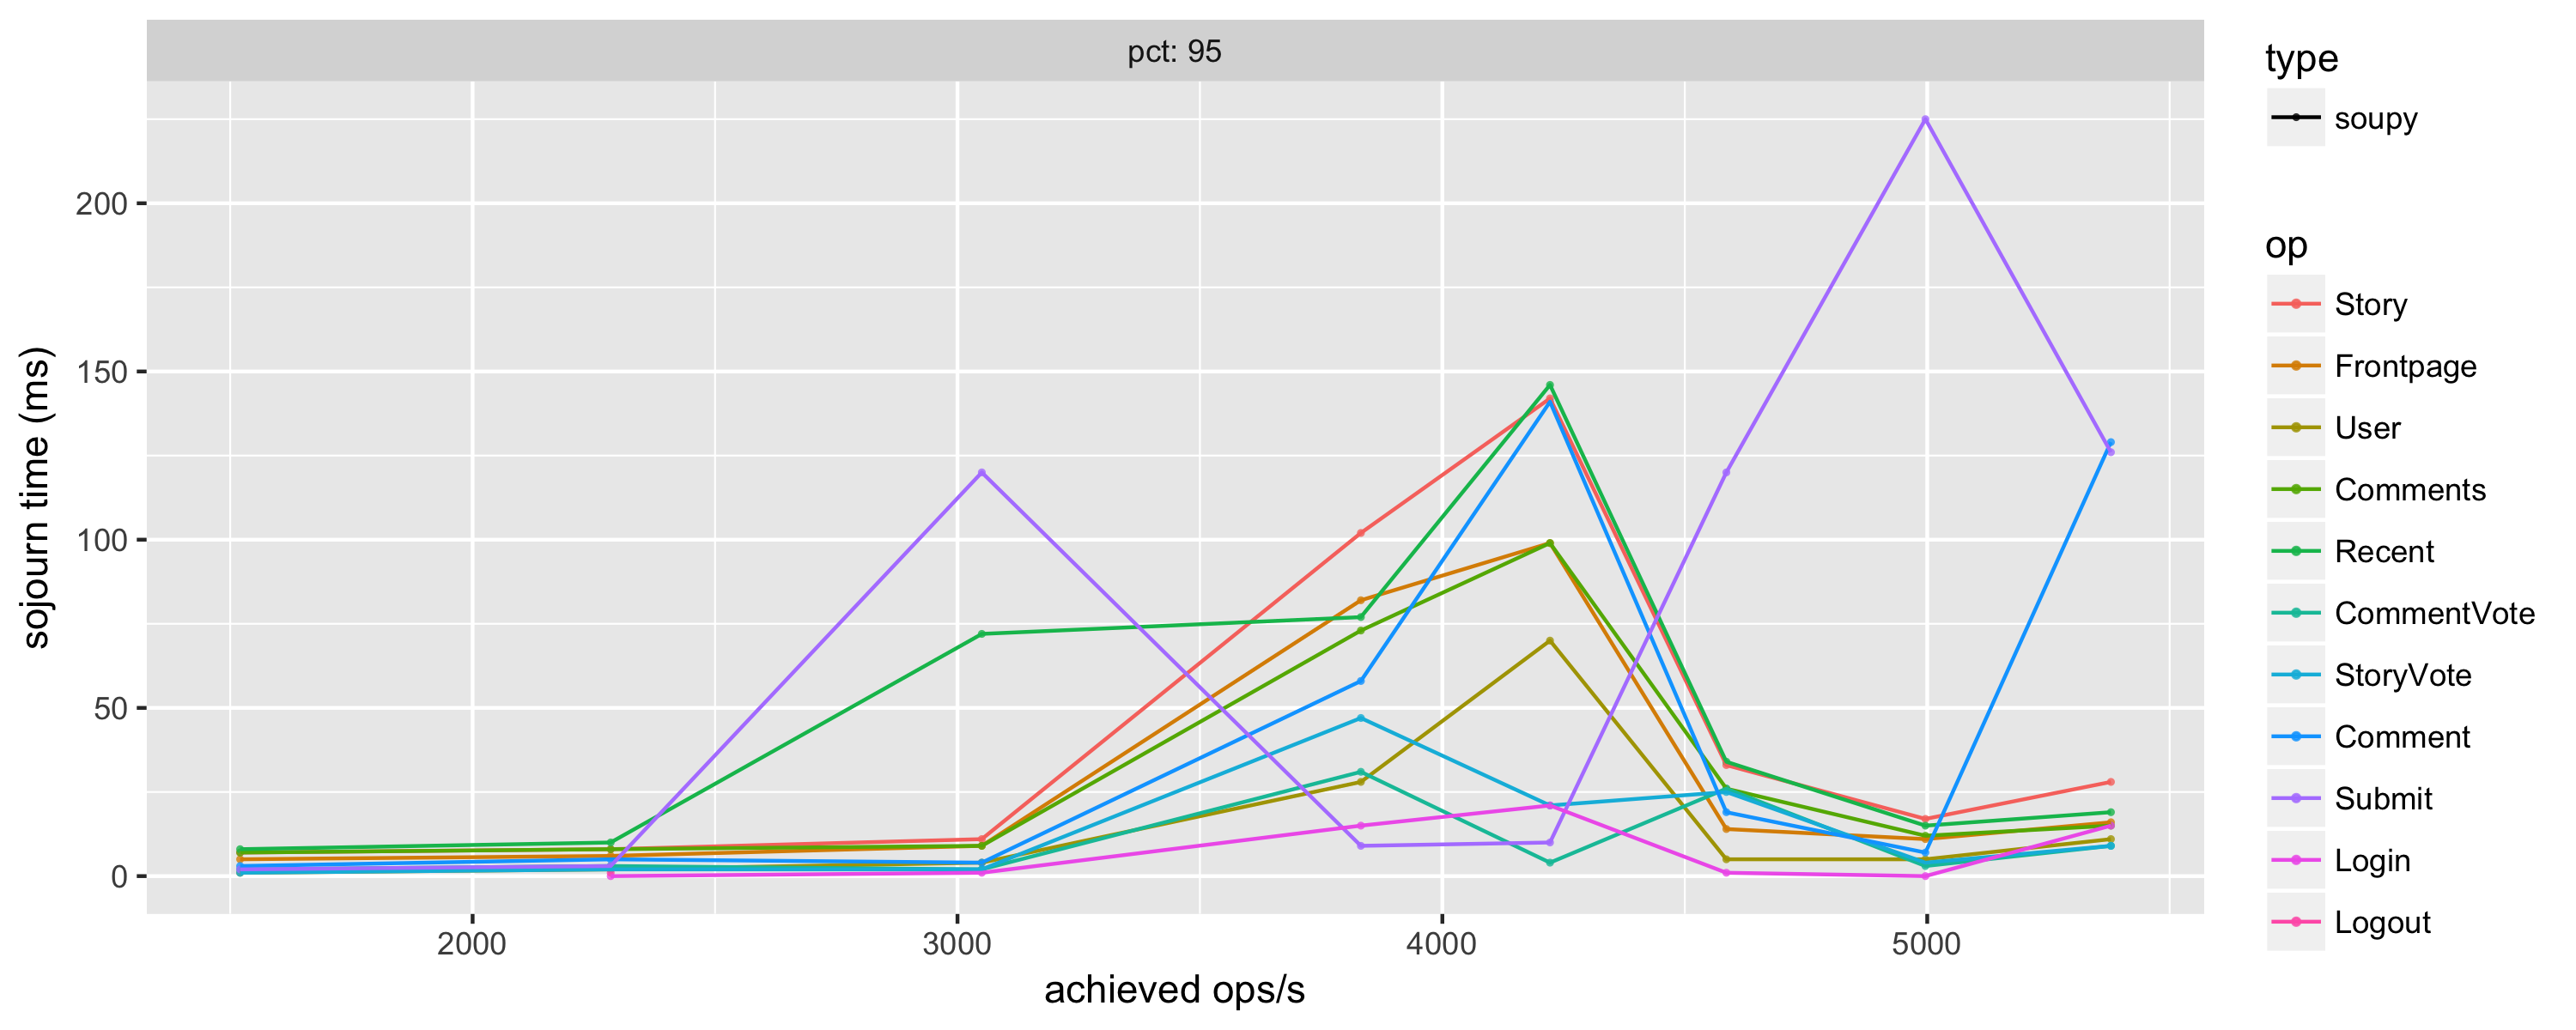 pct: 95
sojourn time (ms)
200
150
100
50
0
2000
3000
4000
5000
achieved ops/s
type
soupy
op
Story
Frontpage
User
Comments
Recent
CommentVote
StoryVote
Comment
Submit
Login
Logout